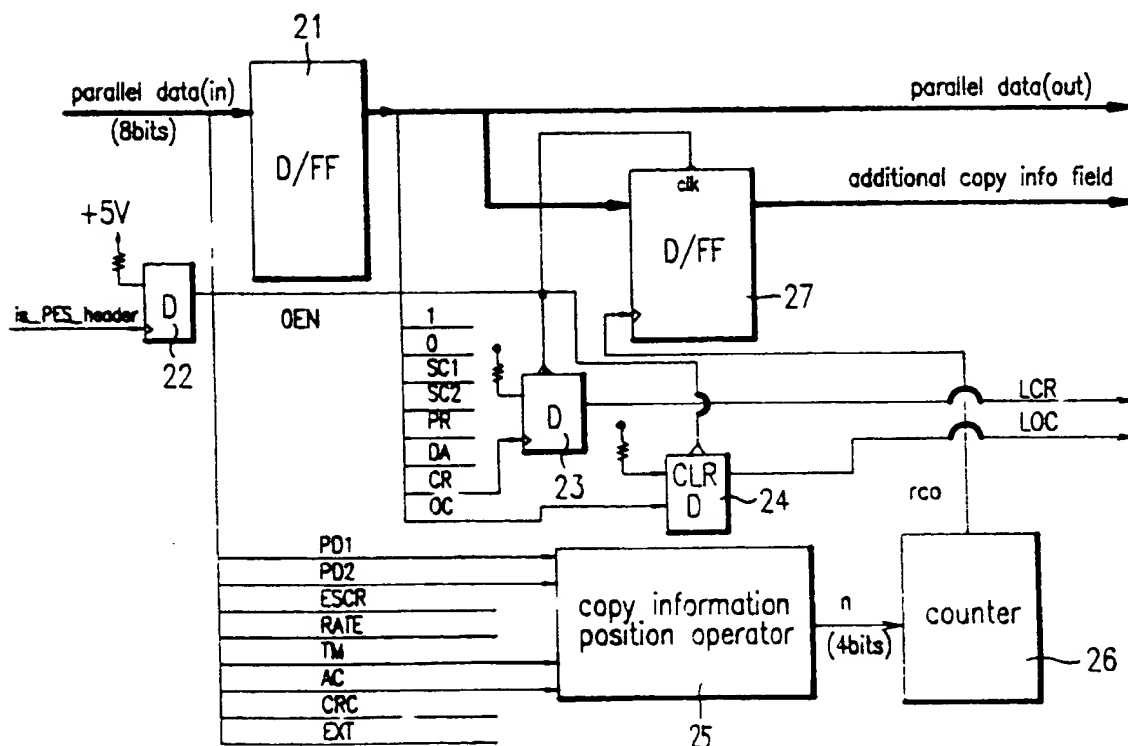 21
parallel data(in)
(8bits)
D/FF
parallel data(out)
clk
D/FF
27
additional copy info field
+5V
is_PES_header
D
22
OEN
1
0
SC1
SC2
PR
DA
CR
OC
D
23
CLR
D
24
LCR
LOC
rco
PD1
PD2
ESCR
RATE
TM
AC
CRC
EXT
copy information
position operator
25
n
(4bits)
counter
26